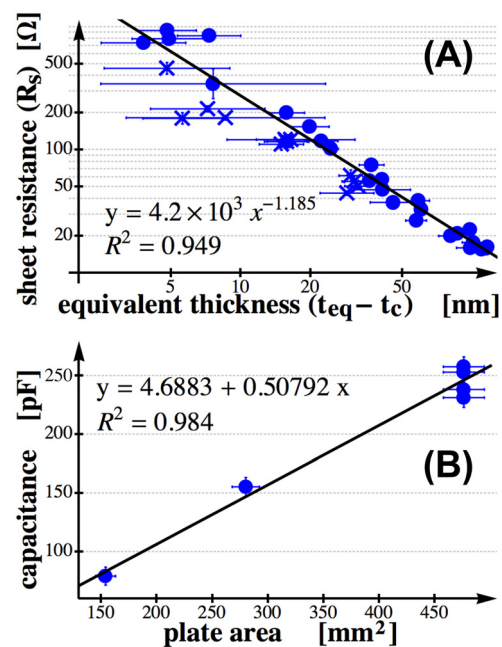 sheet resistance (Rs) [Ω]
(A)
500
200
100
50
20
y = 4.2×10³ x^−1.185
R² = 0.949
5 10 50
equivalent thickness (teq − tc) [nm]
capacitance [pF]
(B)
y = 4.6883 + 0.50792 x
R² = 0.984
250
200
150
100
150 200 250 300 350 400 450
plate area [mm²]